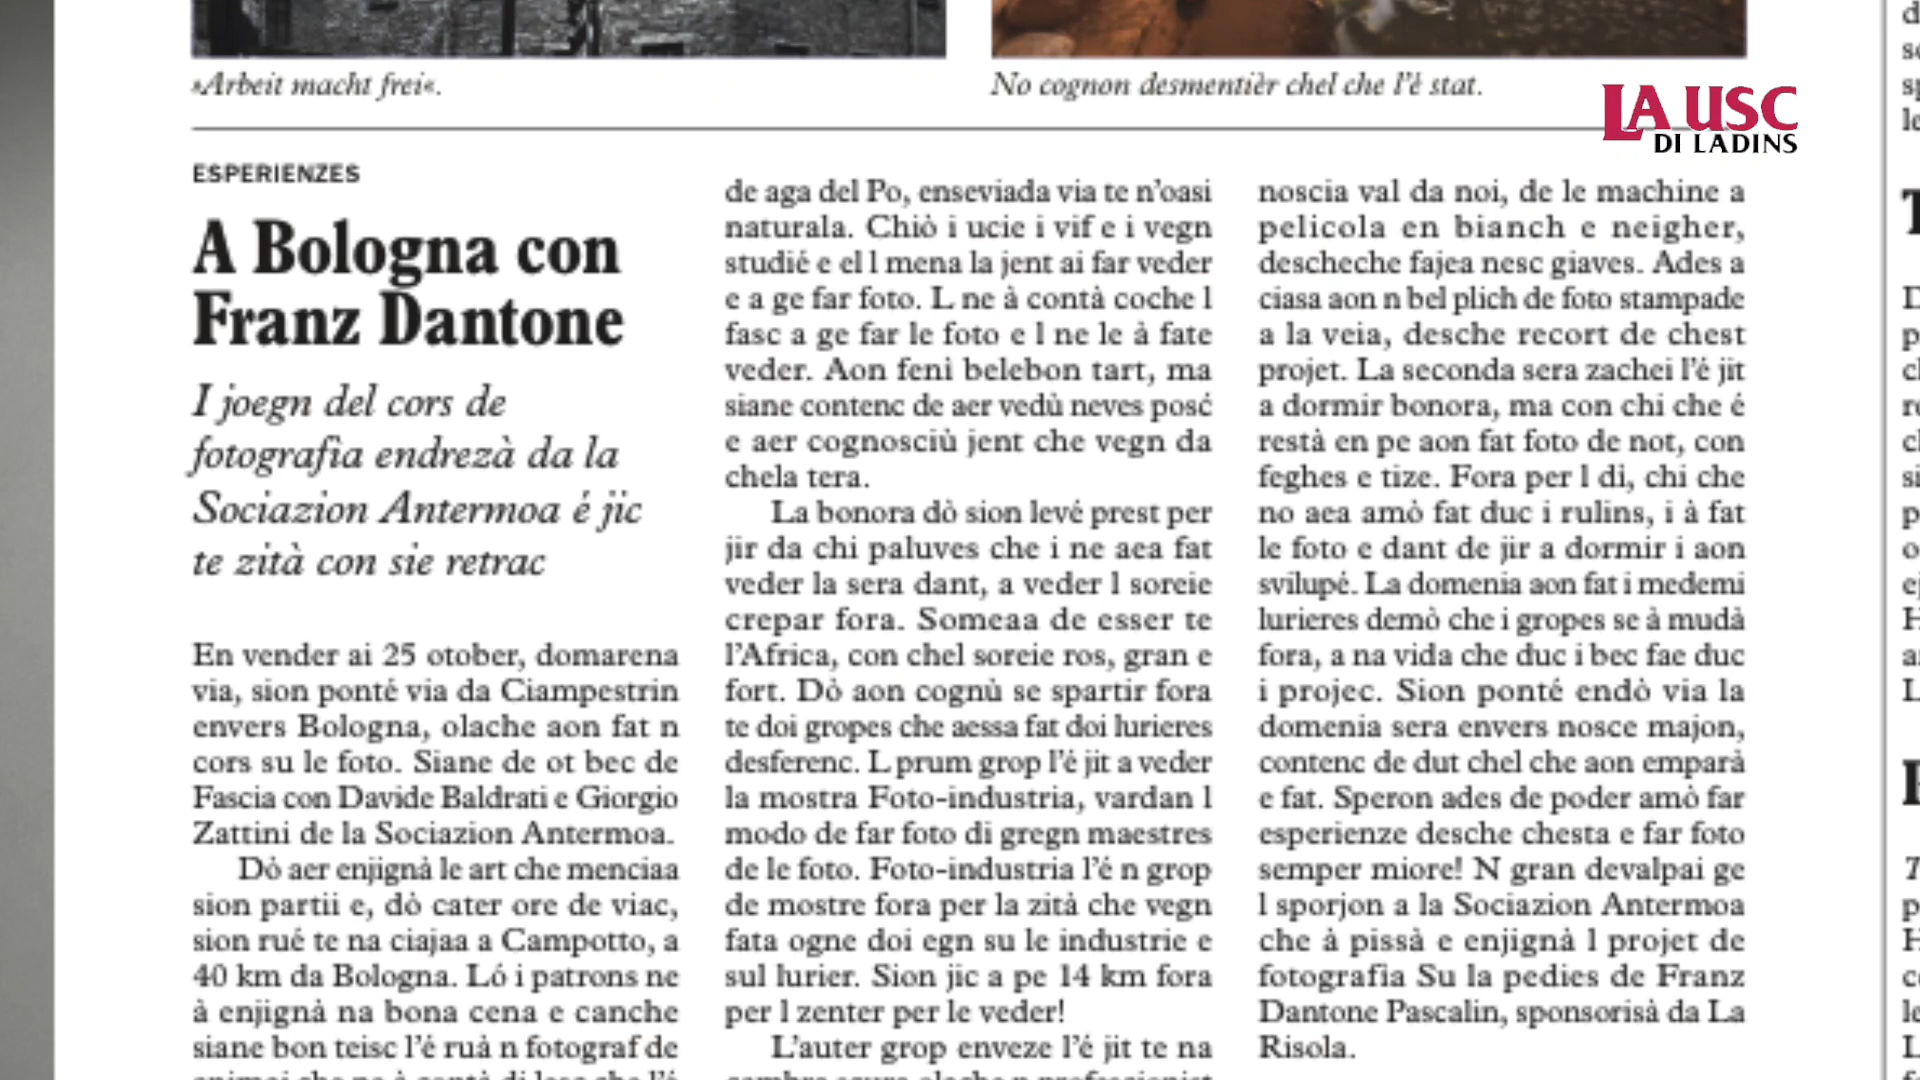 »Arbeit macht frei«.
No cognon desmentièr chel che l'è stat.
LA USC
DI LADINS
ESPERIENZES
A Bologna con
Franz Dantone
I joegn del cors de
fotografia endrezà da la
Sociazion Antermoa é jic
te zità con sie retrac
En vender ai 25 otober, domarena
via, sion ponté via da Ciampestrin
envers Bologna, olache aon fat n
cors su le foto. Siane de ot bec de
Fascia con Davide Baldrati e Giorgio
Zattini de la Sociazion Antermoa.
Dò aer enjignà le art che menciaa
sion partii e, dò cater ore de viac,
sion rué te na ciajaa a Campotto, a
40 km da Bologna. Ló i patrons ne
à enjignà na bona cena e canche
siane bon teisc l'é ruà n fotograf de
de aga del Po, enseviada via te n'oasi
naturala. Chiò i ucie i vif e i vegn
studié e el l mena la jent ai far veder
e a ge far foto. L ne à contà coche l
fasc a ge far le foto e l ne le à fate
veder. Aon fenì belebon tart, ma
siane contenc de aer vedù neves posć
e aer cognosciù jent che vegn da
chela tera.
La bonora dò sion levé prest per
jir da chi paluves che i ne aea fat
veder la sera dant, a veder l soreie
crepar fora. Someaa de esser te
l'Africa, con chel soreie ros, gran e
fort. Dò aon cognù se spartir fora
te doi gropes che aessa fat doi lurieres
desferenc. L prum grop l'é jit a veder
la mostra Foto-industria, vardan l
modo de far foto di gregn maestres
de le foto. Foto-industria l'é n grop
de mostre fora per la zità che vegn
fata ogne doi egn su le industrie e
sul lurier. Sion jic a pe 14 km fora
per l zenter per le veder!
L'auter grop enveze l'é jit te na
noscia val da noi, de le machine a
pelicola en bianch e neigher,
descheche fajea nesc giaves. Ades a
ciasa aon n bel plich de foto stampade
a la veia, desche recort de chest
projet. La seconda sera zachei l'é jit
a dormir bonora, ma con chi che é
restà en pe aon fat foto de not, con
feghes e tize. Fora per l dì, chi che
no aea amò fat duc i rulins, i à fat
le foto e dant de jir a dormir i aon
svilupé. La domenia aon fat i medemi
lurieres demò che i gropes se à mudà
fora, a na vida che duc i bec fae duc
i projec. Sion ponté endò via la
domenia sera envers nosce majon,
contenc de dut chel che aon emparà
e fat. Speron ades de poder amò far
esperienze desche chesta e far foto
semper miore! N gran devalpai ge
l sporjon a la Sociazion Antermoa
che à pissà e enjignà l projet de
fotografia Su la pedies de Franz
Dantone Pascalin, sponsorisà da La
Risola.